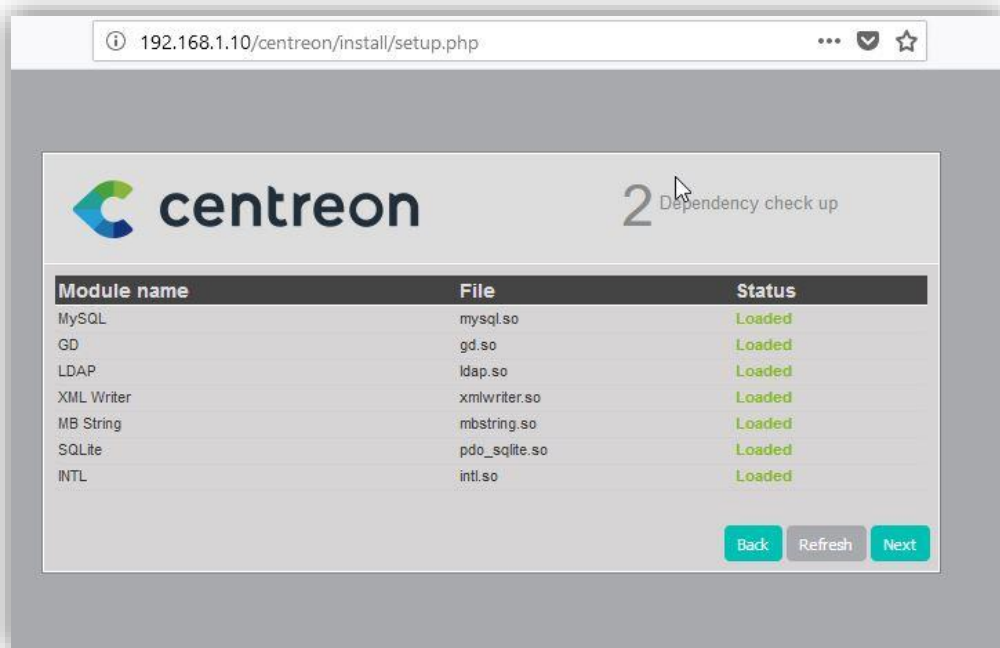 192.168.1.10/centreon/install/setup.php
centreon
2 Dependency check up
Module name File Status
MySQL mysql.so Loaded
GD gd.so Loaded
LDAP ldap.so Loaded
XML Writer xmlwriter.so Loaded
MB String mbstring.so Loaded
SQLite pdo_sqlite.so Loaded
INTL intl.so Loaded
Back Refresh Next